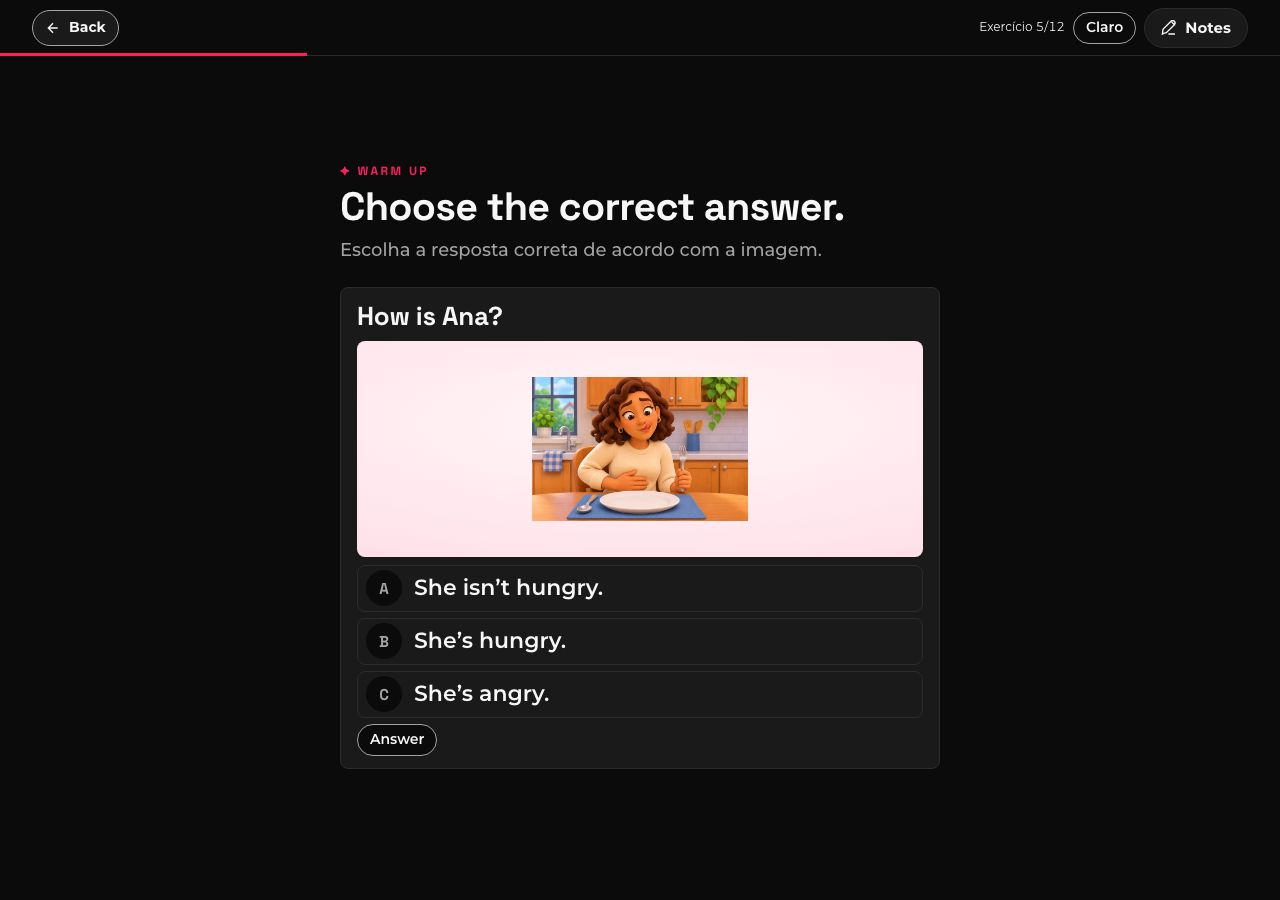 Back
Exercício 5/12
Claro
Notes
WARM UP
Choose the correct answer.
Escolha a resposta correta de acordo com a imagem.
How is Ana?
A She isn’t hungry.
B She’s hungry.
C She’s angry.
Answer